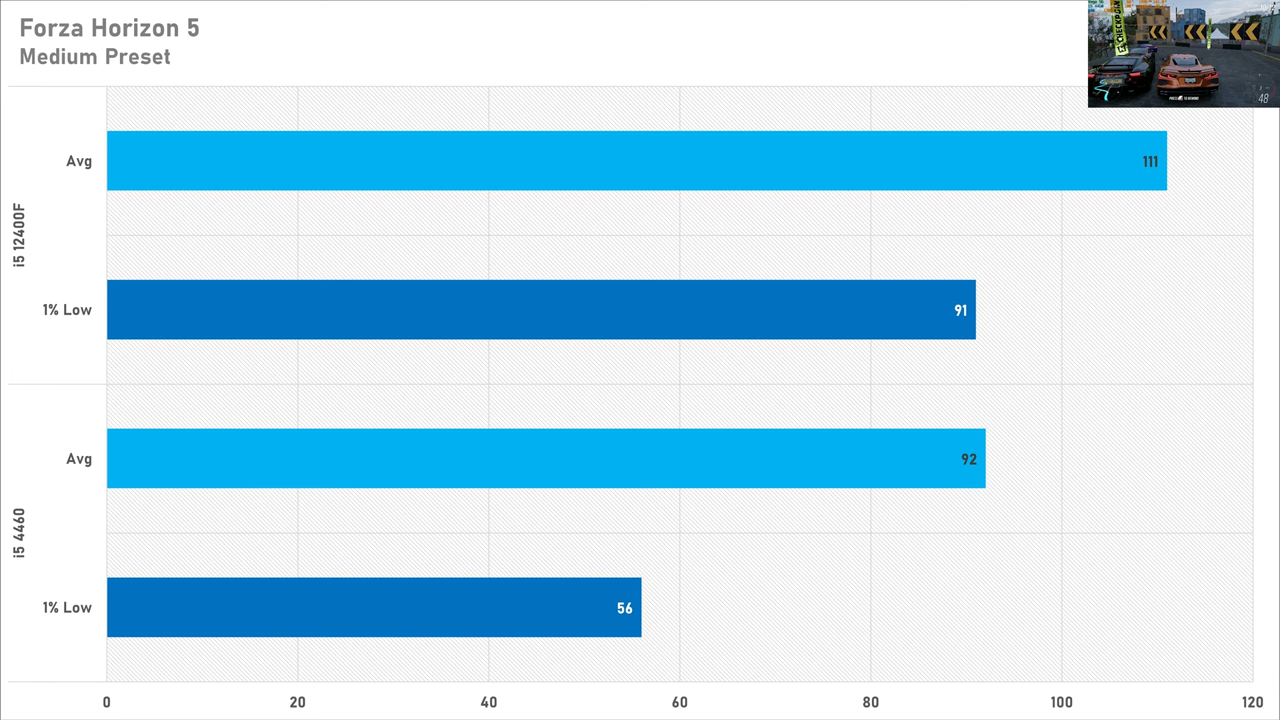 Forza Horizon 5
Medium Preset
CHECKPOIN
48
i5 12400F
Avg
111
1% Low
91
i5 4460
Avg
92
1% Low
56
0 20 40 60 80 100 120